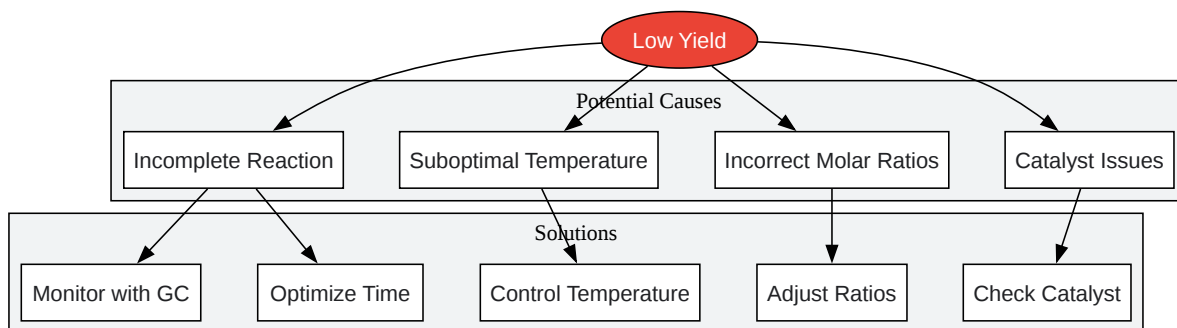 Low Yield
Potential Causes
Incomplete Reaction
Suboptimal Temperature
Incorrect Molar Ratios
Catalyst Issues
Solutions
Monitor with GC
Optimize Time
Control Temperature
Adjust Ratios
Check Catalyst